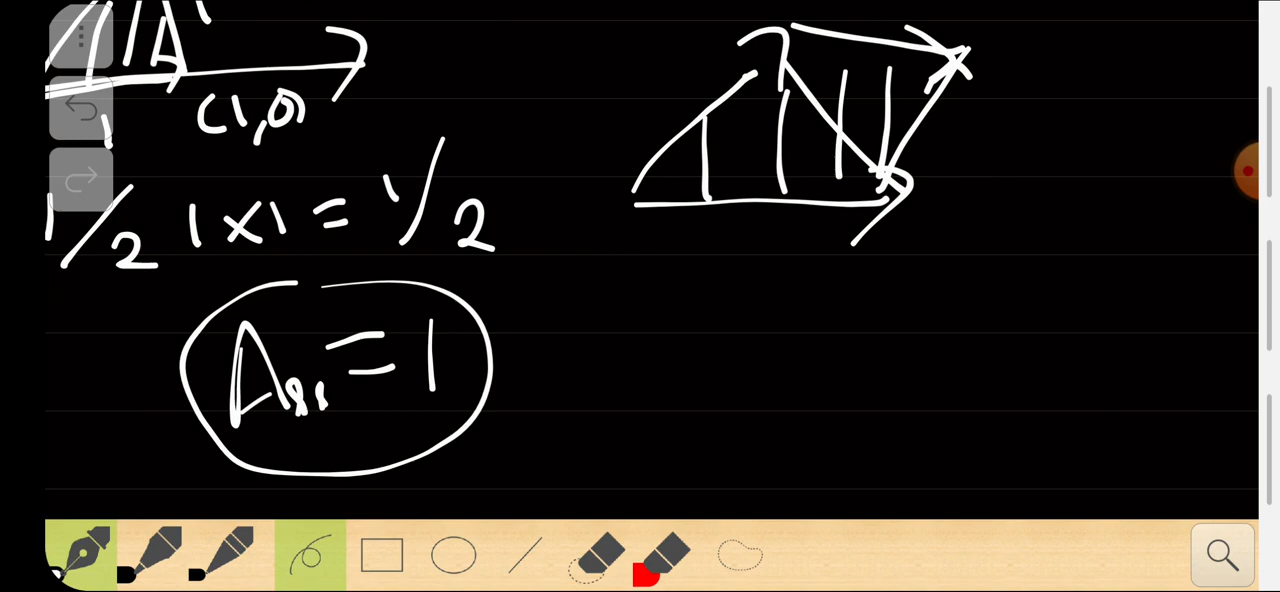 (1,0)
1/2 1×1 = 1/2
A = 1